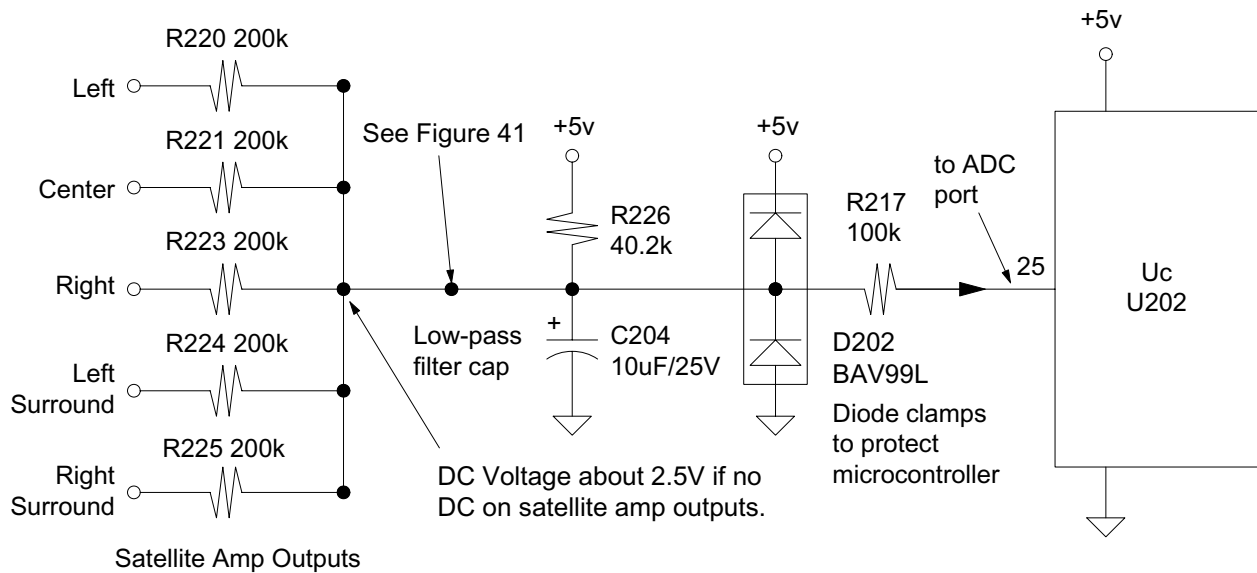 R220 200k
Left
R221 200k
Center
R223 200k
Right
R224 200k
Left
Surround
R225 200k
Right
Surround
Satellite Amp Outputs
See Figure 41
Low-pass
filter cap
DC Voltage about 2.5V if no
DC on satellite amp outputs.
+5v
R226
40.2k
+
C204
10uF/25V
+5v
R217
100k
D202
BAV99L
Diode clamps
to protect
microcontroller
to ADC
port
25
+5v
Uc
U202